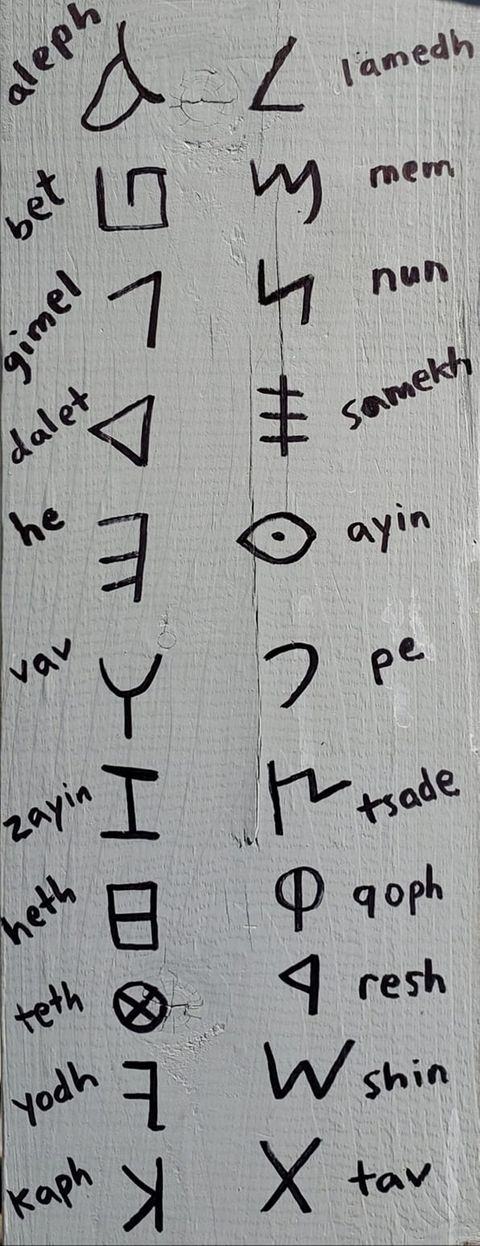 aleph 𐤀
bet 𐤁
gimel 𐤂
dalet 𐤃
he 𐤄
vav 𐤅
zayin 𐤆
heth 𐤇
teth 𐤈
yodh 𐤉
kaph 𐤊
𐤋 lamedh
𐤌 mem
𐤍 nun
𐤎 samekh
𐤏 ayin
𐤐 pe
𐤑 tsade
𐤒 qoph
𐤓 resh
𐤔 shin
𐤕 tav